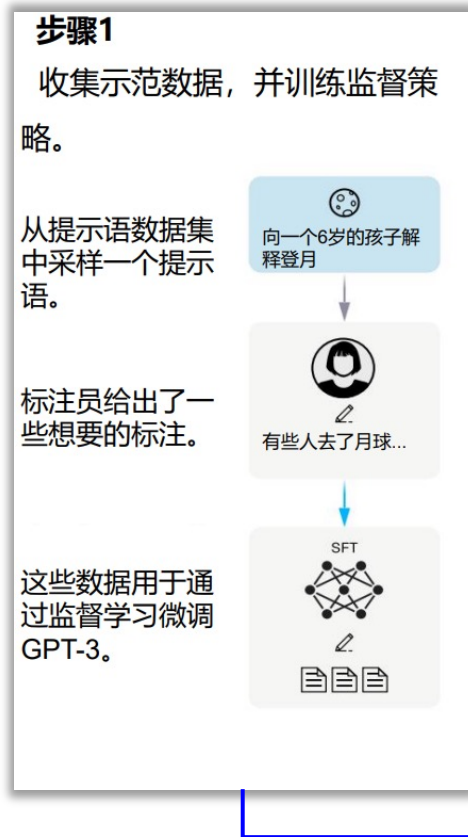 步骤1
收集示范数据，并训练监督策
略。
从提示语数据集
中采样一个提示
语。
向一个6岁的孩子解
释登月
标注员给出了一
些想要的标注。
有些人去了月球...
SFT
这些数据用于通
过监督学习微调
GPT-3。